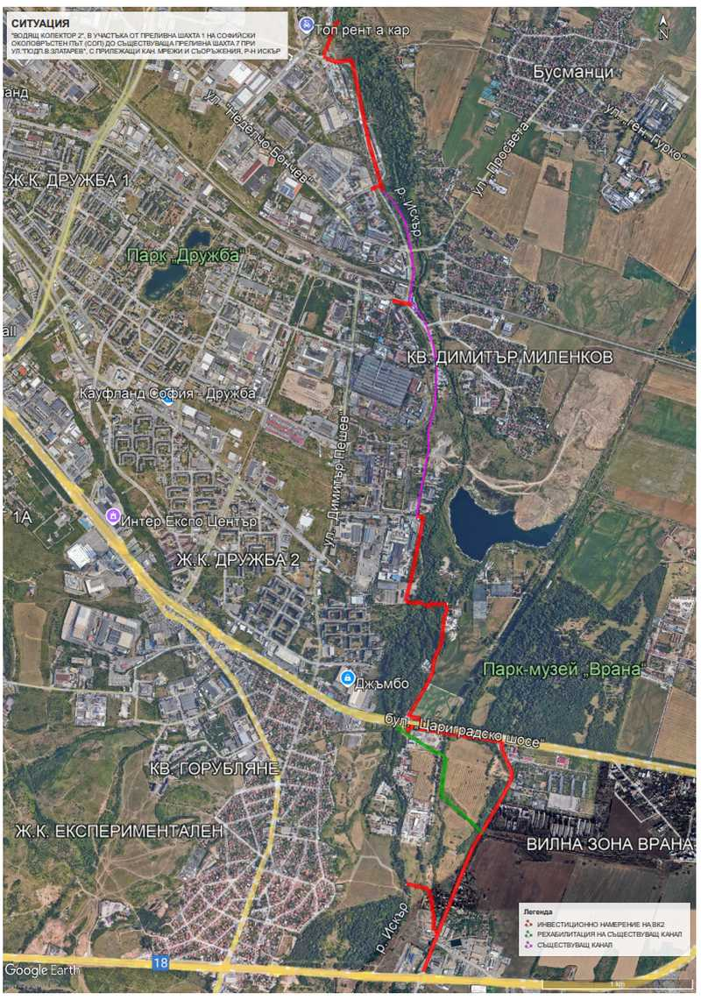 СИТУАЦИЯ
"ВОДЯЩ КОЛЕКТОР 2", В УЧАСТЪКА ОТ ПРЕЛИВНА ШАХТА 1 НА СОФИЙСКИ
ОКОЛОВРЪСТЕН ПЪТ (СОП) ДО СЪЩЕСТВУВАЩА ПРЕЛИВНА ШАХТА 7 ПРИ
УЛ."ПОДП.В.ЗЛАТАРЕВ", С ПРИЛЕЖАЩИ КАН. МРЕЖИ И СЪОРЪЖЕНИЯ, Р-Н ИСКЪР
Топ рент а кар
N
Бусманци
ланд
ул. „Неделчо Бончев“
ул. „ген. Гурко“
ул. „Просвета“
Ж.К. ДРУЖБА 1
р. Искър
Парк „Дружба“
all
КВ. ДИМИТЪР МИЛЕНКОВ
Кауфланд София - Дружба
ул. „Димитър Пешев“
1А
Интер Експо Център
Ж.К. ДРУЖБА 2
Парк-музей „Врана“
Джъмбо
бул. „Цариградско шосе“
КВ. ГОРУБЛЯНЕ
Ж.К. ЕКСПЕРИМЕНТАЛЕН
ВИЛНА ЗОНА ВРАНА
р. Искър
Легенда
ИНВЕСТИЦИОННО НАМЕРЕНИЕ НА ВК2
РЕХАБИЛИТАЦИЯ НА СЪЩЕСТВУВАЩ КАНАЛ
СЪЩЕСТВУВАЩ КАНАЛ
18
Google Earth
1 km